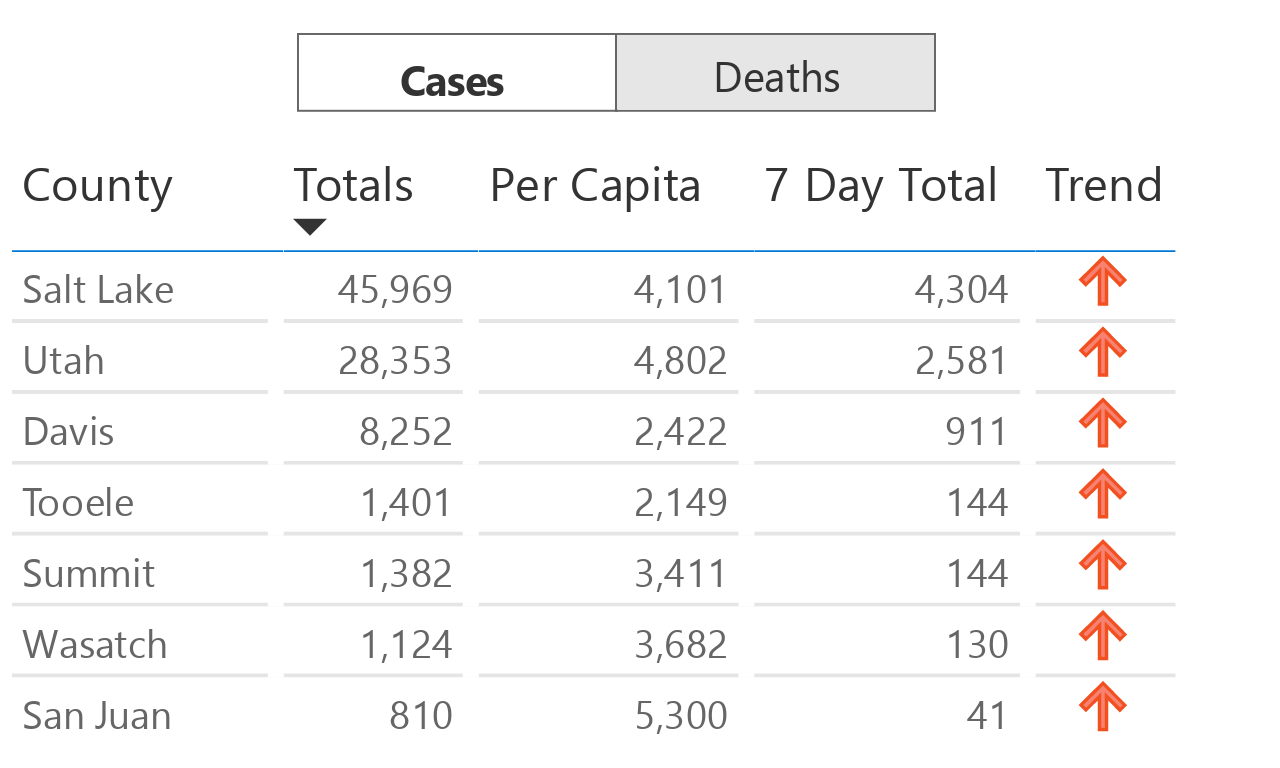 Cases Deaths
County Totals Per Capita 7 Day Total Trend
Salt Lake 45,969 4,101 4,304
Utah 28,353 4,802 2,581
Davis 8,252 2,422 911
Tooele 1,401 2,149 144
Summit 1,382 3,411 144
Wasatch 1,124 3,682 130
San Juan 810 5,300 41